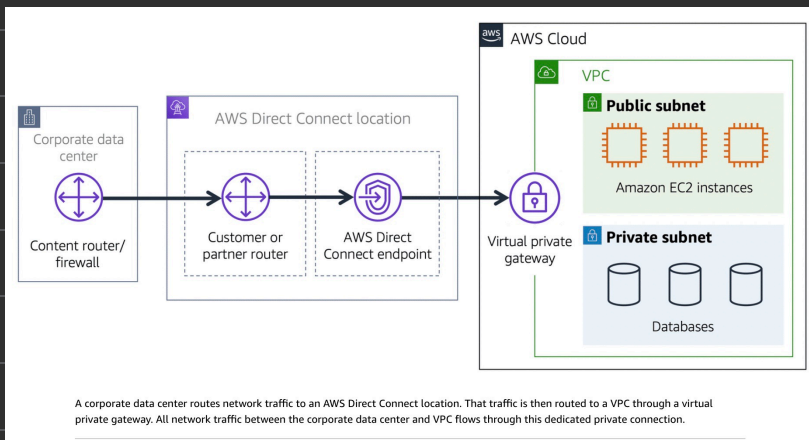 aws
AWS Cloud
VPC
Public subnet
Amazon EC2 instances
Private subnet
Databases
Corporate data
center
Content router/
firewall
AWS Direct Connect location
Customer or
partner router
AWS Direct
Connect endpoint
Virtual private
gateway
A corporate data center routes network traffic to an AWS Direct Connect location. That traffic is then routed to a VPC through a virtual
private gateway. All network traffic between the corporate data center and VPC flows through this dedicated private connection.